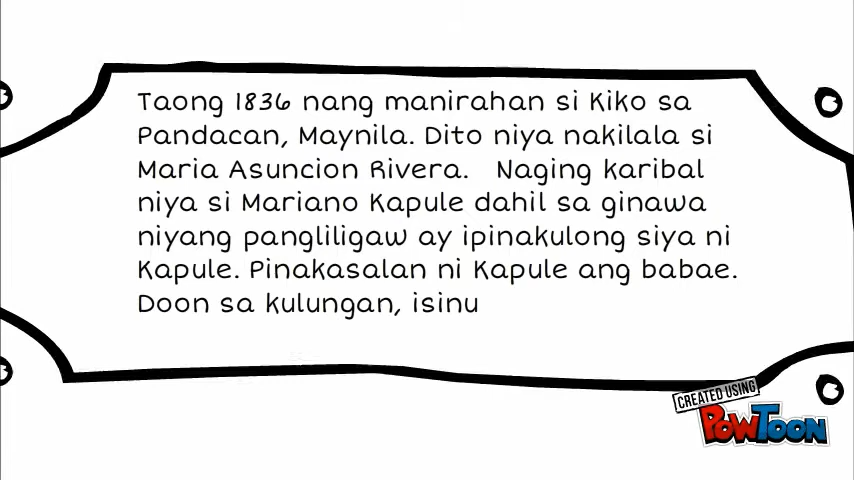 Taong 1836 nang manirahan si Kiko sa
Pandacan, Maynila. Dito niya nakilala si
Maria Asuncion Rivera. Naging karibal
niya si Mariano Kapule dahil sa ginawa
niyang pangliligaw ay ipinakulong siya ni
Kapule. Pinakasalan ni Kapule ang babae.
Doon sa kulungan, isinu
CREATED USING
POWTOON